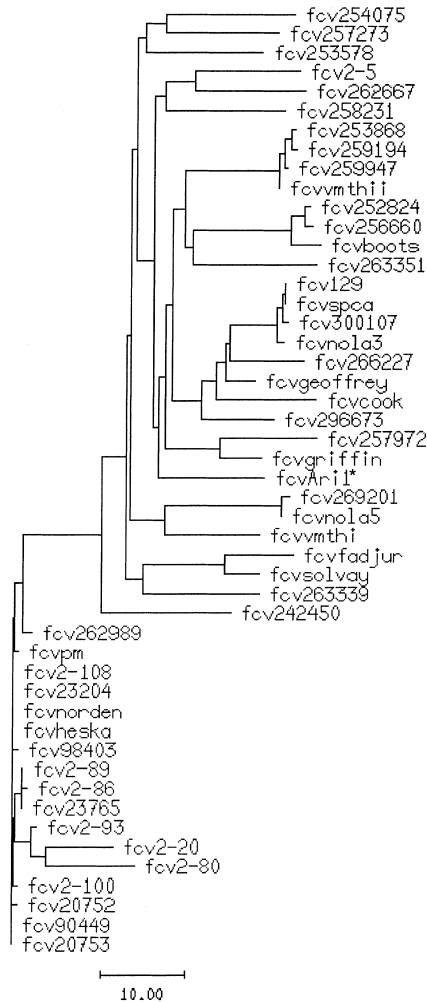 fcv254075
fcv257273
fcv253578
fcv2-5
fcv262667
fcv258231
fcv253868
fcv259194
fcv259947
fcvvmthii
fcv252824
fcv256660
fcvboots
fcv263351
fcv129
fcvspca
fcv300107
fcvnola3
fcv266227
fcvgeoffrey
fcvcook
fcv296673
fcv257972
fcvgriffin
fcvAri1*
fcv269201
fcvnola5
fcvvmthi
fcvfadjur
fcvsolvay
fcv263339
fcv242450
fcv262989
fcvpm
fcv2-108
fcv23204
fcvnorden
fcvheska
fcv98403
fcv2-89
fcv2-86
fcv23765
fcv2-93
fcv2-20
fcv2-80
fcv2-100
fcv20752
fcv90449
fcv20753
10.00